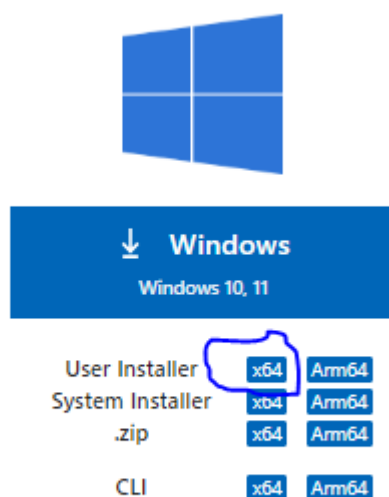 Windows
Windows 10, 11
User Installer x64 Arm64
System Installer x64 Arm64
.zip x64 Arm64
CLI x64 Arm64